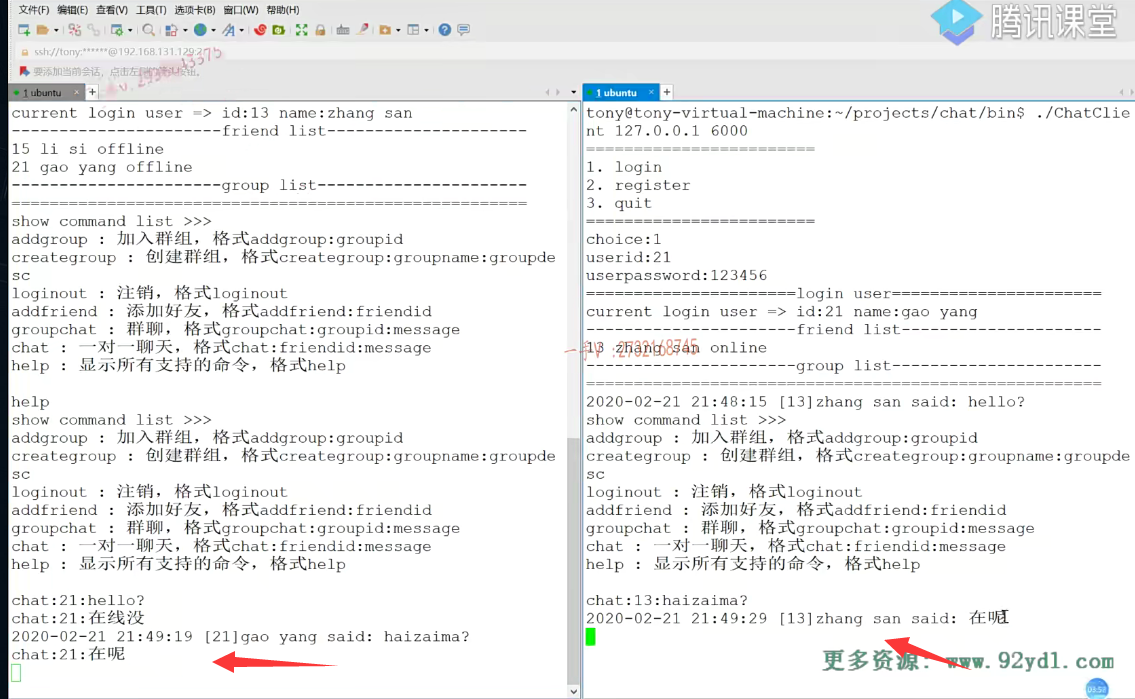 文件(F) 编辑(E) 查看(V) 工具(T) 选项卡(B) 窗口(W) 帮助(H)
腾讯课堂
ssh://tony:******@192.168.131.129:22
要添加当前会话，点击左侧的箭头按钮。
1 ubuntu × +
current login user => id:13 name:zhang san
----------------------friend list---------------------
15 li si offline
21 gao yang offline
----------------------group list----------------------
======================================================
show command list >>>
addgroup : 加入群组，格式addgroup:groupid
creategroup : 创建群组，格式creategroup:groupname:groupde
sc
loginout : 注销，格式loginout
addfriend : 添加好友，格式addfriend:friendid
groupchat : 群聊，格式groupchat:groupid:message
chat : 一对一聊天，格式chat:friendid:message
help : 显示所有支持的命令，格式help
help
show command list >>>
addgroup : 加入群组，格式addgroup:groupid
creategroup : 创建群组，格式creategroup:groupname:groupde
sc
loginout : 注销，格式loginout
addfriend : 添加好友，格式addfriend:friendid
groupchat : 群聊，格式groupchat:groupid:message
chat : 一对一聊天，格式chat:friendid:message
help : 显示所有支持的命令，格式help
chat:21:hello?
chat:21:在线没
2020-02-21 21:49:19 [21]gao yang said: haizaima?
chat:21:在呢
1 ubuntu × +
tony@tony-virtual-machine:~/projects/chat/bin$ ./ChatClie
nt 127.0.0.1 6000
========================
1. login
2. register
3. quit
========================
choice:1
userid:21
userpassword:123456
======================login user======================
current login user => id:21 name:gao yang
----------------------friend list---------------------
13 zhang san online
----------------------group list----------------------
======================================================
2020-02-21 21:48:15 [13]zhang san said: hello?
show command list >>>
addgroup : 加入群组，格式addgroup:groupid
creategroup : 创建群组，格式creategroup:groupname:groupde
sc
loginout : 注销，格式loginout
addfriend : 添加好友，格式addfriend:friendid
groupchat : 群聊，格式groupchat:groupid:message
chat : 一对一聊天，格式chat:friendid:message
help : 显示所有支持的命令，格式help
chat:13:haizaima?
2020-02-21 21:49:29 [13]zhang san said: 在呢
更多资源：www.92yd1.com
03:58